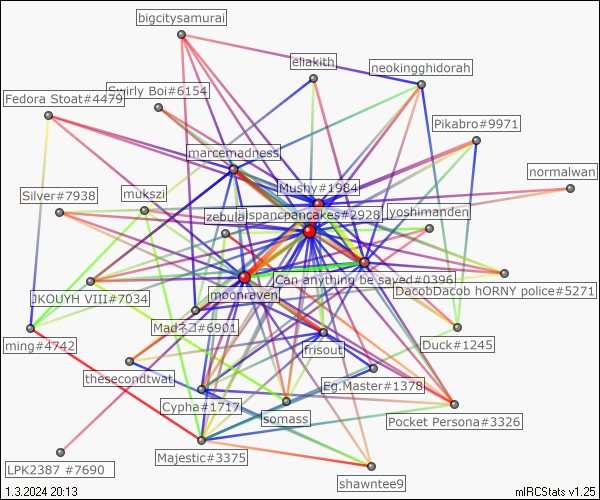 bigcitysamurai
eliakith
neokingghidorah
Swirly Boi#6154
Fedora Stoat#4479
Pikabro#9971
marcemadness
normalwan
Mushy#1984
Silver#7938
mukszi
zebulal
spancpancakes#2928
yoshimanden
Can anything be saved#0396
DacobDacob hORNY police#5271
JKOUYH VIII#7034
moonraven
Madネコ#6901
ming#4742
frisout
Duck#1245
thesecondtwat
Eg.Master#1378
Cypha#1717
somass
Pocket Persona#3326
Majestic#3375
LPK2387 #7690
shawntee9
1.3.2024 20:13
mIRCStats v1.25